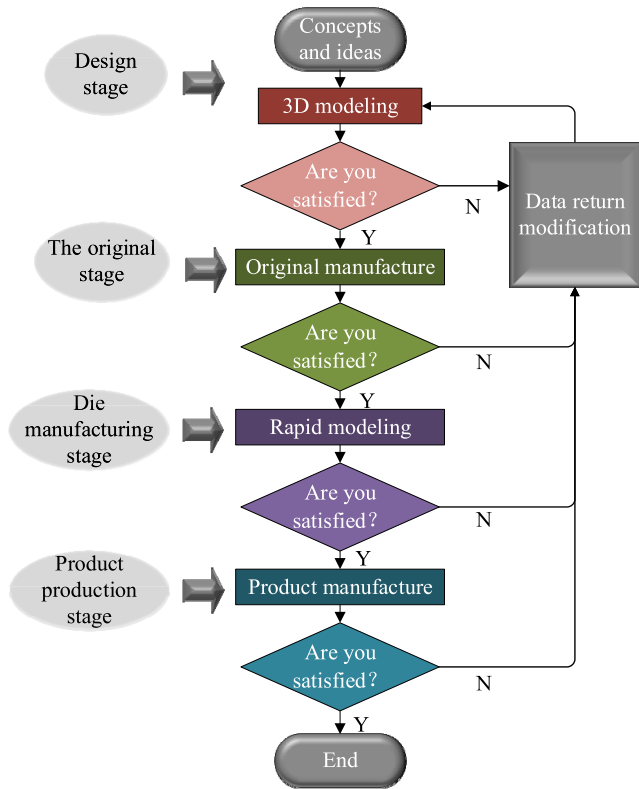 Concepts
and ideas
Design
stage
3D modeling
Are you
satisfied?
N
Data return
modification
Y
The original
stage
Original manufacture
Are you
satisfied?
N
Y
Die
manufacturing
stage
Rapid modeling
Are you
satisfied?
N
Y
Product
production
stage
Product manufacture
Are you
satisfied?
N
Y
End